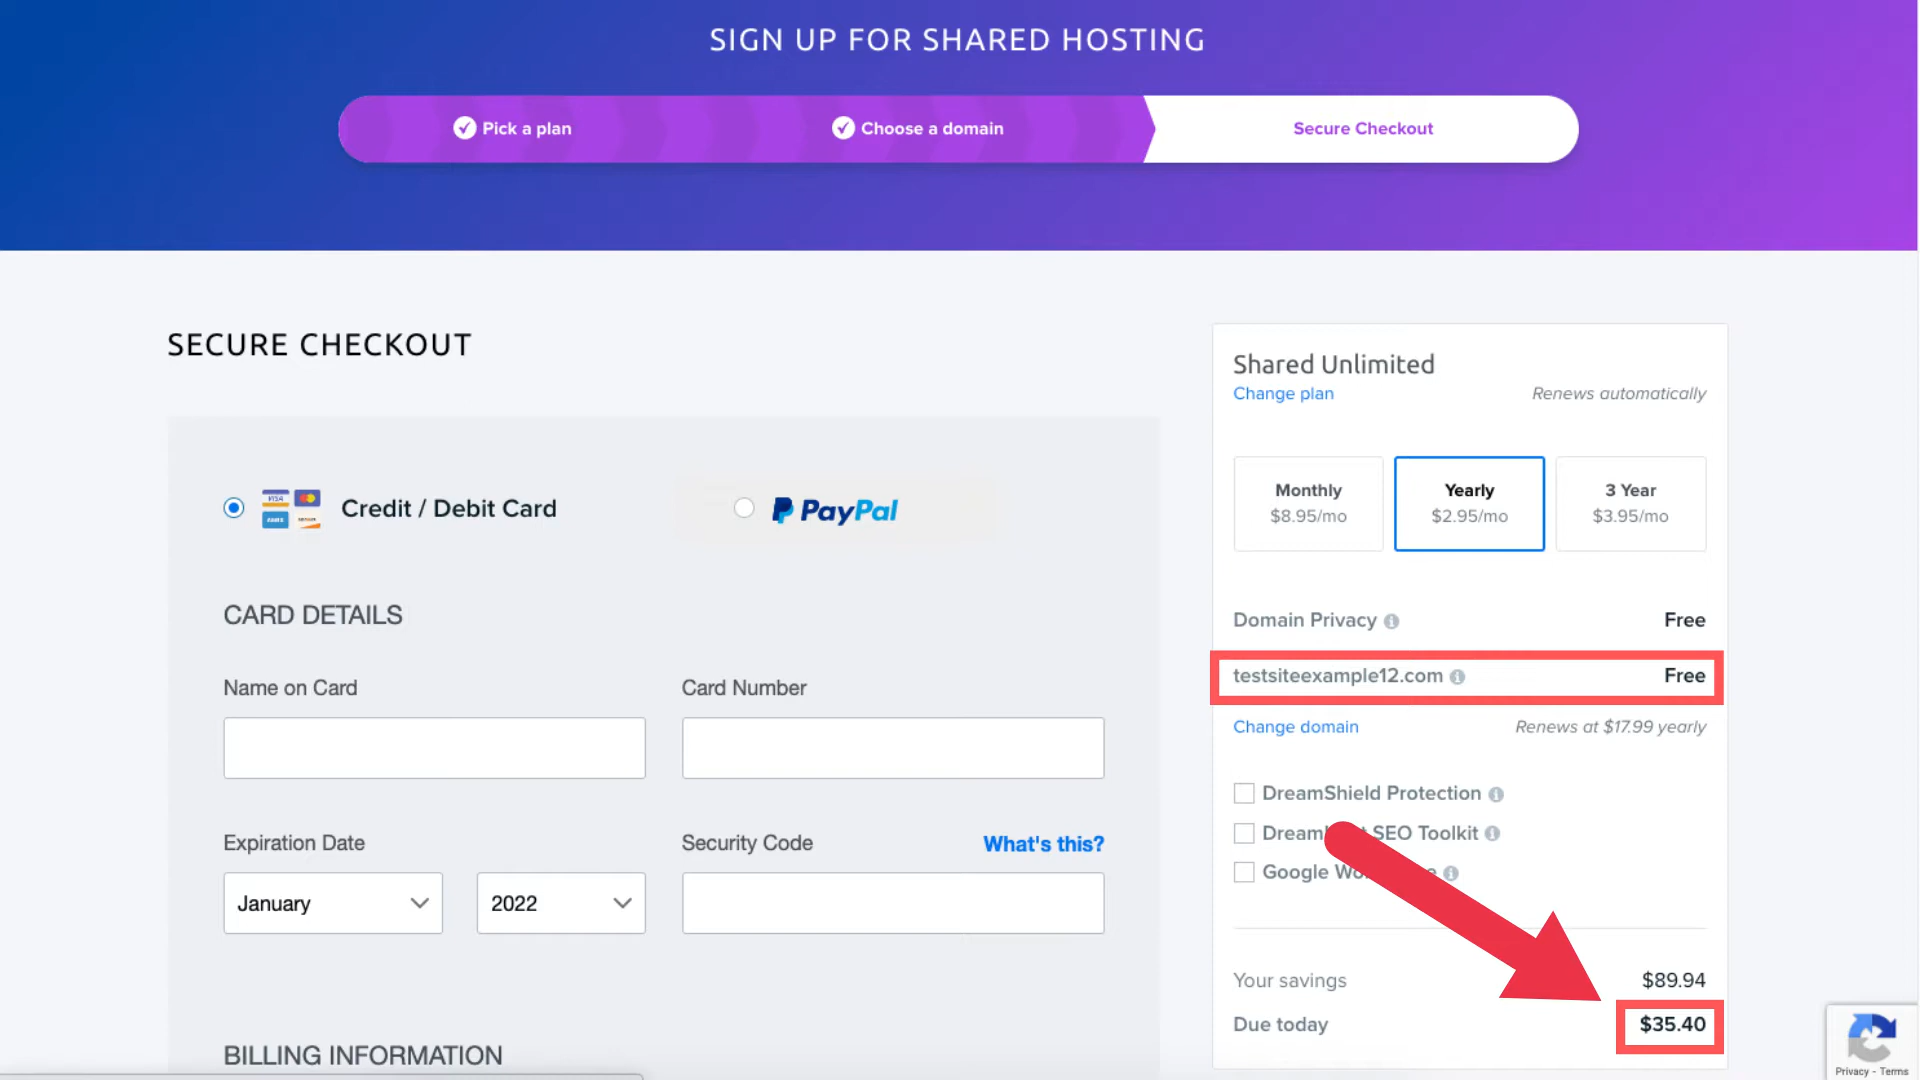 SIGN UP FOR SHARED HOSTING
Pick a plan
Choose a domain
Secure Checkout
SECURE CHECKOUT
VISA
Credit / Debit Card
PayPal
CARD DETAILS
Name on Card
Card Number
Expiration Date
Security Code
What's this?
January
2022
BILLING INFORMATION
Shared Unlimited
Change plan
Renews automatically
Monthly
$8.95/mo
Yearly
$2.95/mo
3 Year
$3.95/mo
Domain Privacy
Free
testsiteexample12.com
Free
Change domain
Renews at $17.99 yearly
DreamShield Protection
SEO Toolkit
Google
Your savings
$89.94
Due today
$35.40
Privacy - Terms